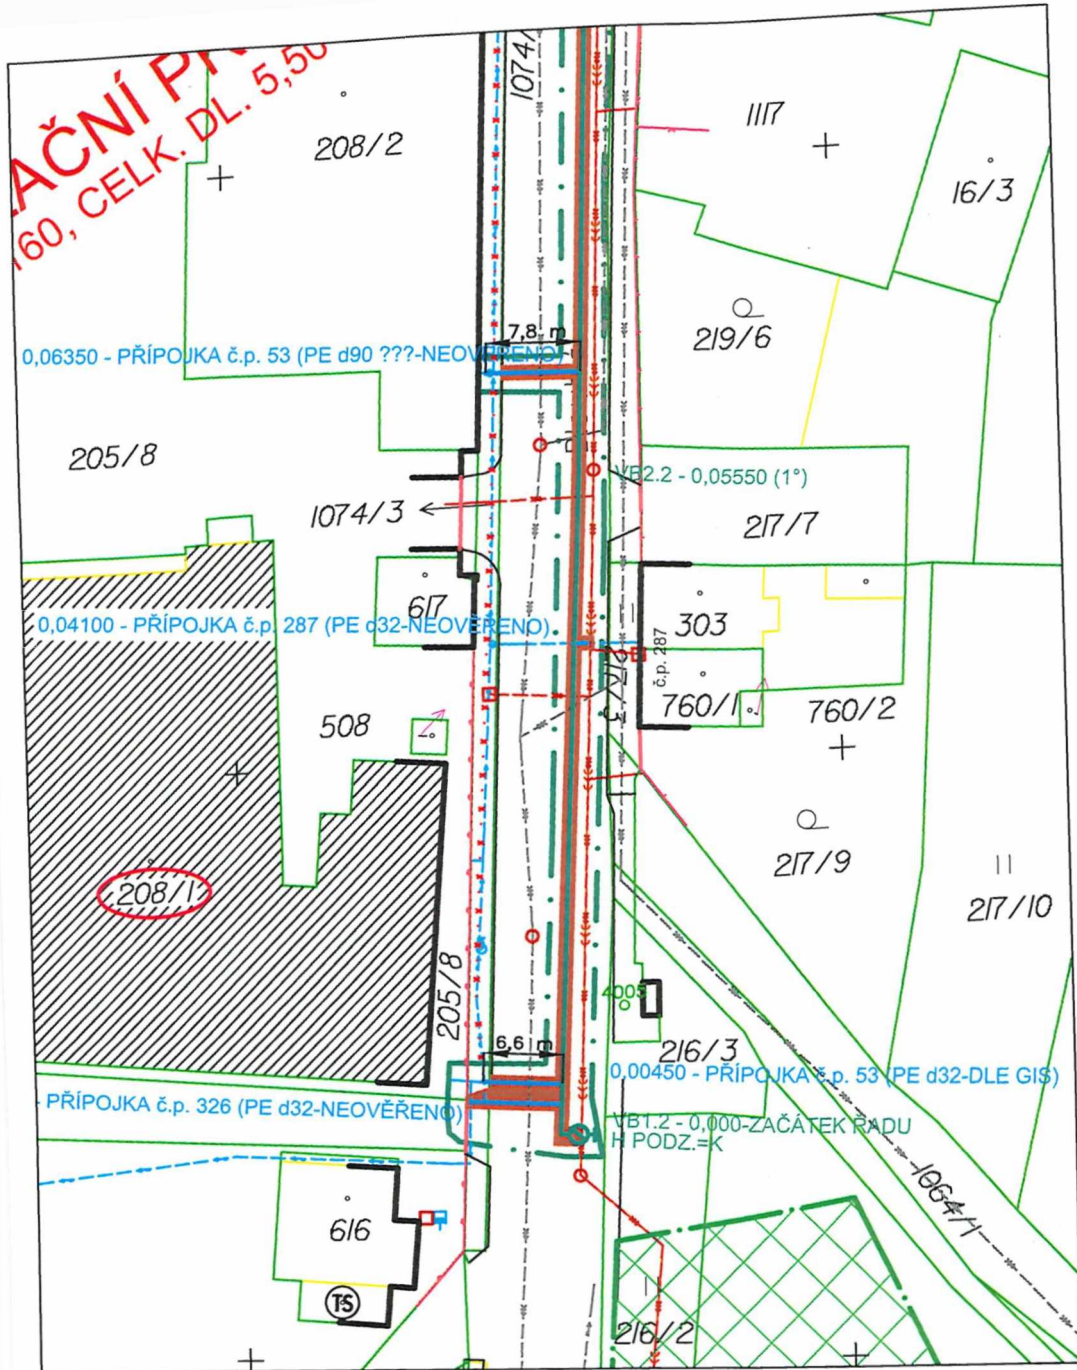 1074/
160, CELK. DL. 5,50
208/2
1117
16/3
219/6
7,8 m
0,06350 - PŘÍPOJKA č.p. 53 (PE d90 ???-NEOVĚŘENO)
205/8
VB2.2 - 0,05550 (1°)
1074/3
217/7
617
303
0,04100 - PŘÍPOJKA č.p. 287 (PE d32-NEOVĚŘENO)
č.p. 287
217/3
760/1
760/2
508
217/9
208/1
217/10
205/8
4005
6,6 m
216/3
0,00450 - PŘÍPOJKA č.p. 53 (PE d32-DLE GIS)
- PŘÍPOJKA č.p. 326 (PE d32-NEOVĚŘENO)
VB1.2 - 0,000-ZAČÁTEK ŘADU
H PODZ.=K
1064/1
616
TS
216/2